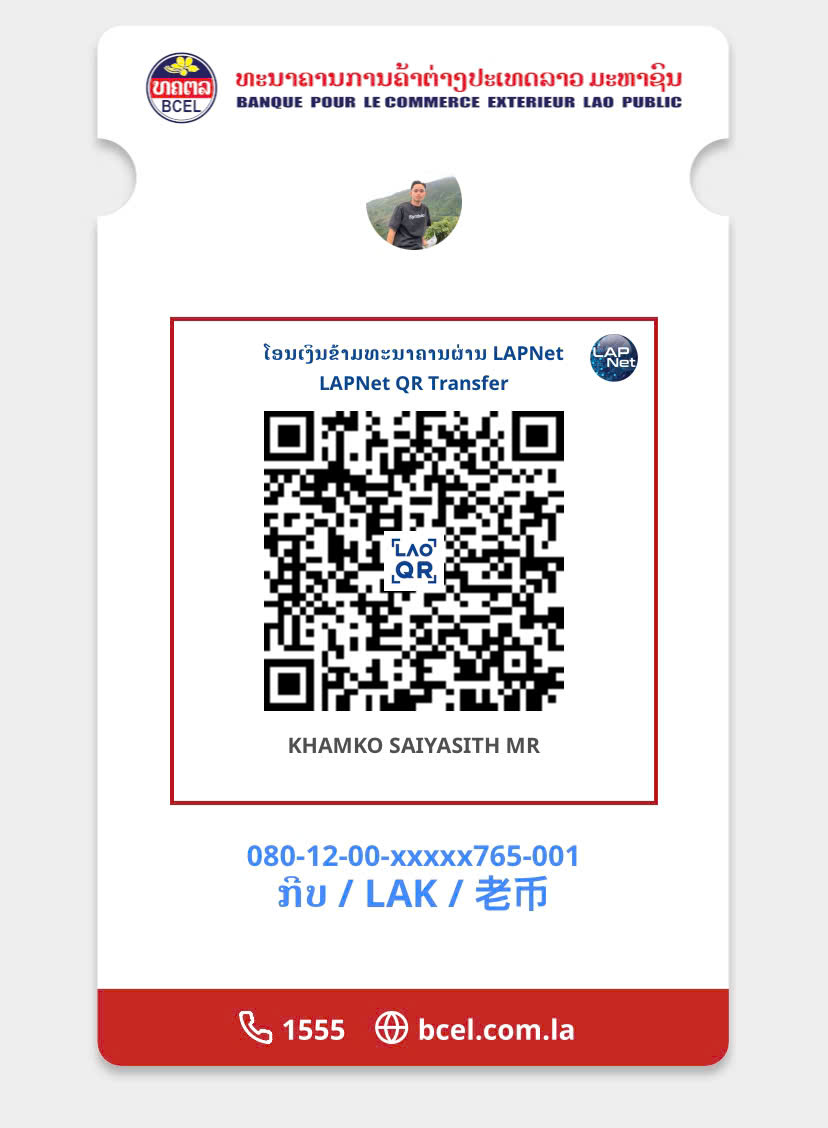 ທຄຕລ
BCEL
ທະນາຄານການຄ້າຕ່າງປະເທດລາວ ມະຫາຊົນ
BANQUE POUR LE COMMERCE EXTERIEUR LAO PUBLIC
ໂອນເງິນຂ້າມທະນາຄານຜ່ານ LAPNet
LAPNet QR Transfer
LAP
Net
LAO
QR
KHAMKO SAIYASITH MR
080-12-00-xxxxx765-001
ກີບ / LAK / 老币
1555 bcel.com.la